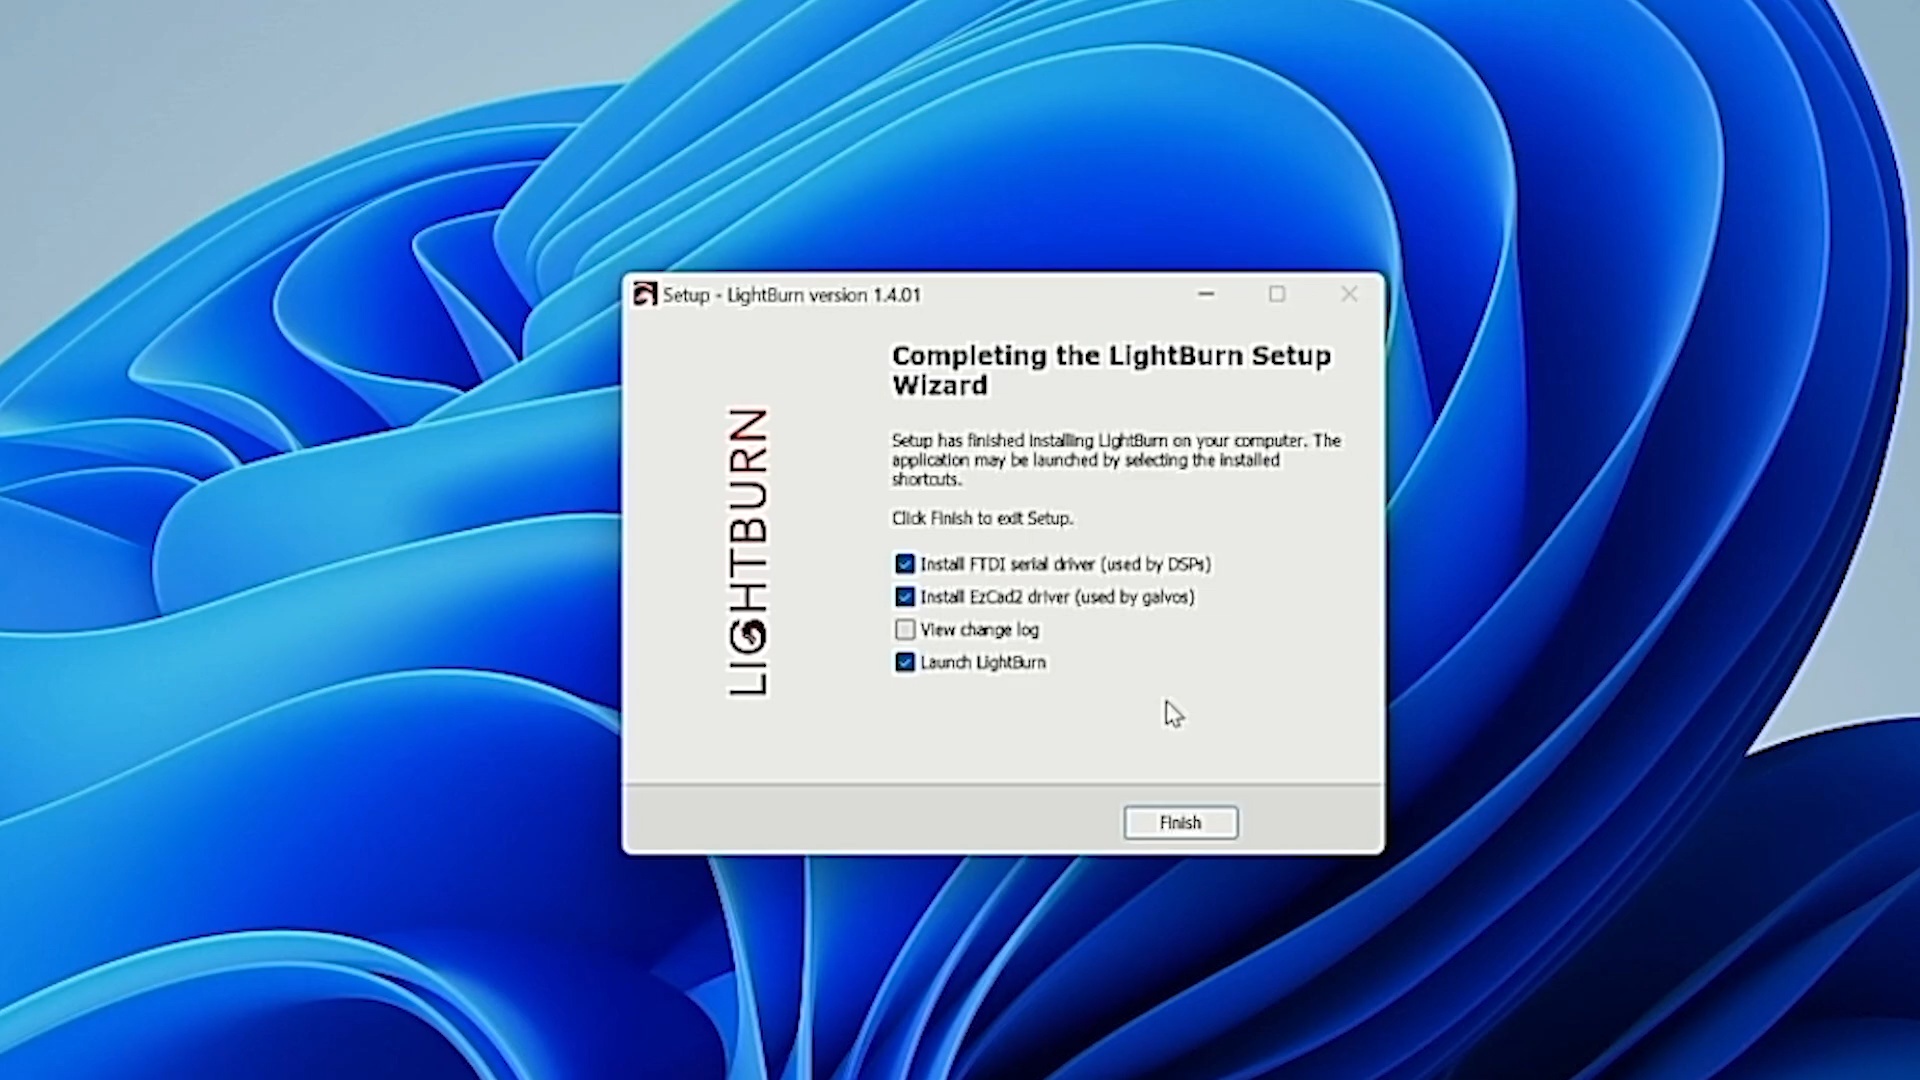 Setup - LightBurn version 1.4.01
Completing the LightBurn Setup
Wizard
LIGHTBURN
Setup has finished installing LightBurn on your computer. The
application may be launched by selecting the installed
shortcuts.
Click Finish to exit Setup.
Install FTDI serial driver (used by DSPs)
Install EzCad2 driver (used by galvos)
View change log
Launch LightBurn
Finish